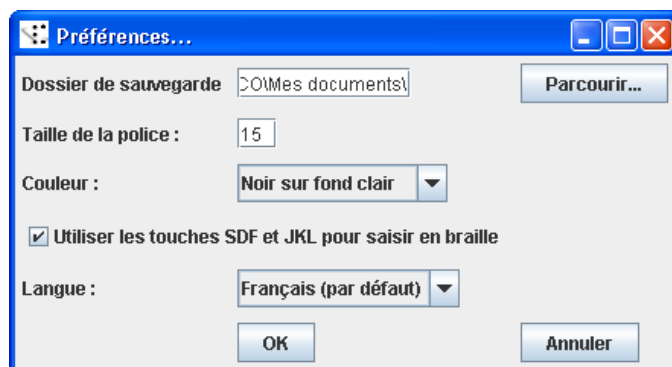 Préférences...
Dossier de sauvegarde CO\Mes documents\ Parcourir...
Taille de la police : 15
Couleur : Noir sur fond clair
Utiliser les touches SDF et JKL pour saisir en braille
Langue : Français (par défaut)
OK Annuler